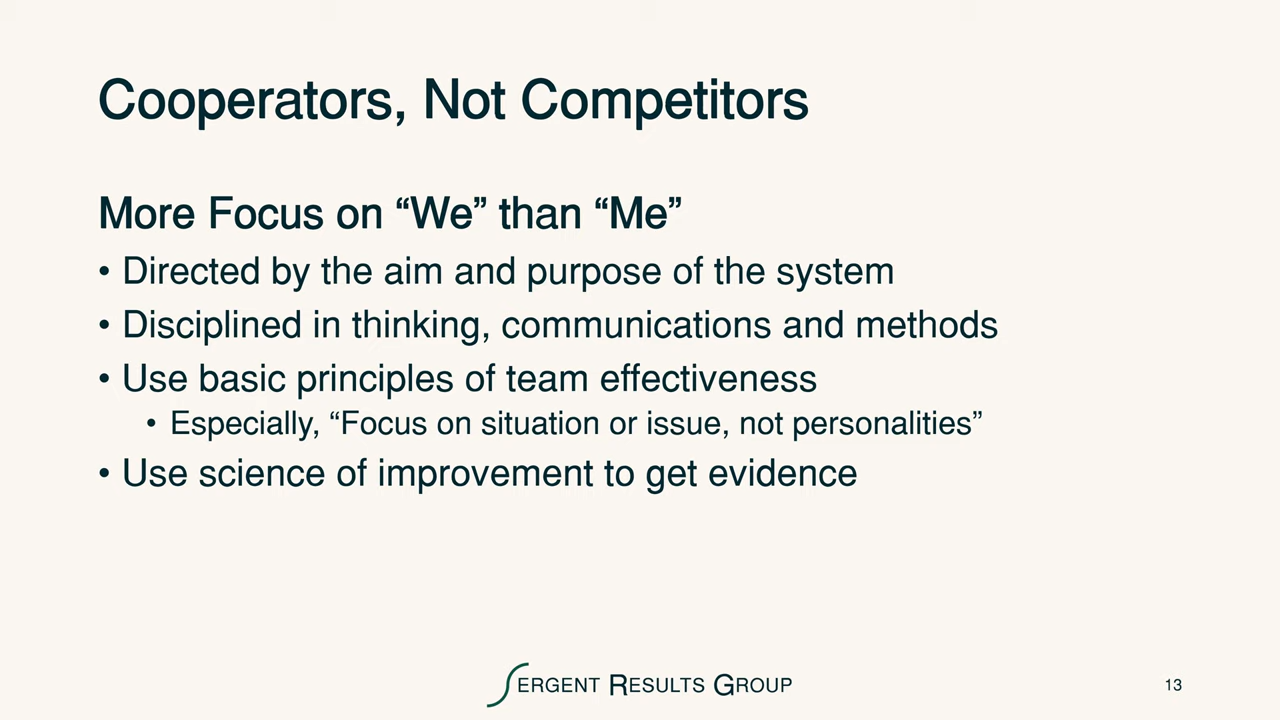 Cooperators, Not Competitors
More Focus on “We” than “Me”
• Directed by the aim and purpose of the system
• Disciplined in thinking, communications and methods
• Use basic principles of team effectiveness
• Especially, “Focus on situation or issue, not personalities”
• Use science of improvement to get evidence
SERGENT RESULTS GROUP
13